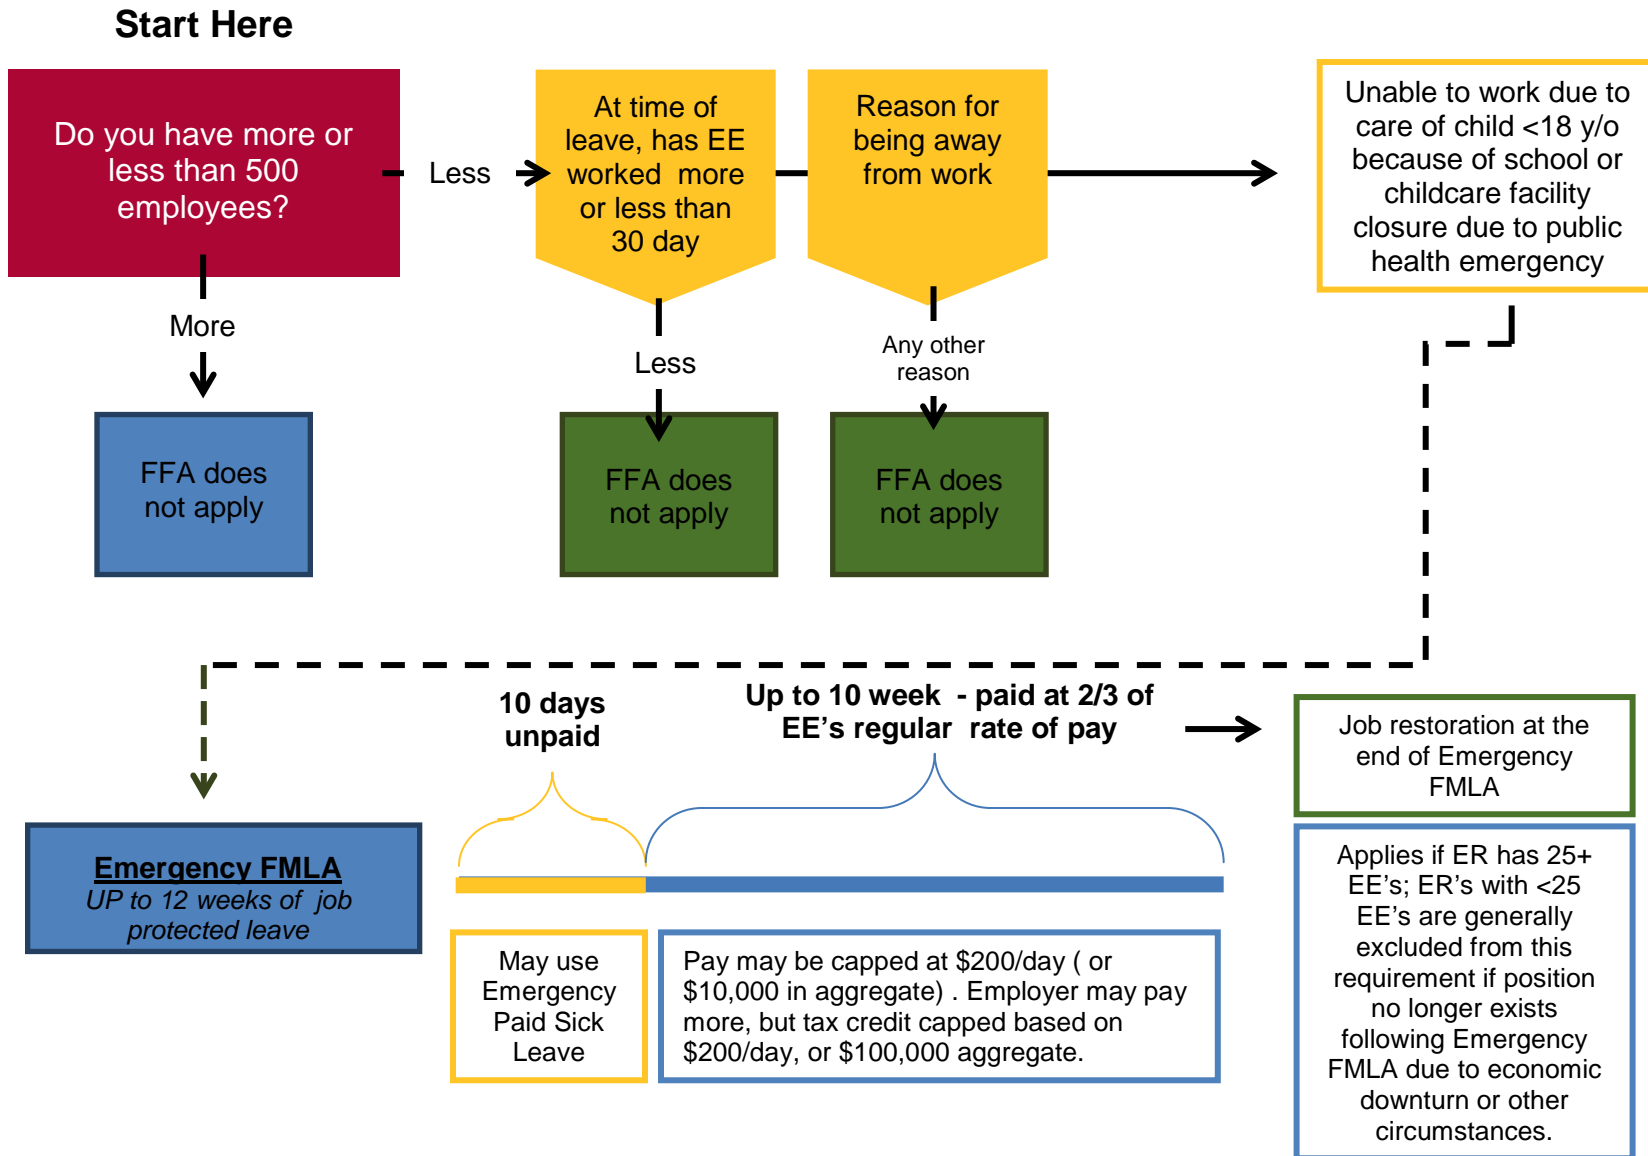 Start Here
Do you have more or
less than 500
employees?
Less
At time of
leave, has EE
worked  more
or less than
30 day
Reason for
being away
from work
Unable to work due to
care of child <18 y/o
because of school or
childcare facility
closure due to public
health emergency
More
Less
Any other
reason
FFA does
not apply
FFA does
not apply
FFA does
not apply
10 days
unpaid
Up to 10 week  - paid at 2/3 of
EE’s regular  rate of pay
Job restoration at the
end of Emergency
FMLA
Emergency FMLA
UP to 12 weeks of  job
protected leave
May use
Emergency
Paid Sick
Leave
Pay may be capped at $200/day ( or
$10,000 in aggregate) . Employer may pay
more, but tax credit capped based on
$200/day, or $100,000 aggregate.
Applies if ER has 25+
EE’s; ER’s with <25
EE’s are generally
excluded from this
requirement if position
no longer exists
following Emergency
FMLA due to economic
downturn or other
circumstances.